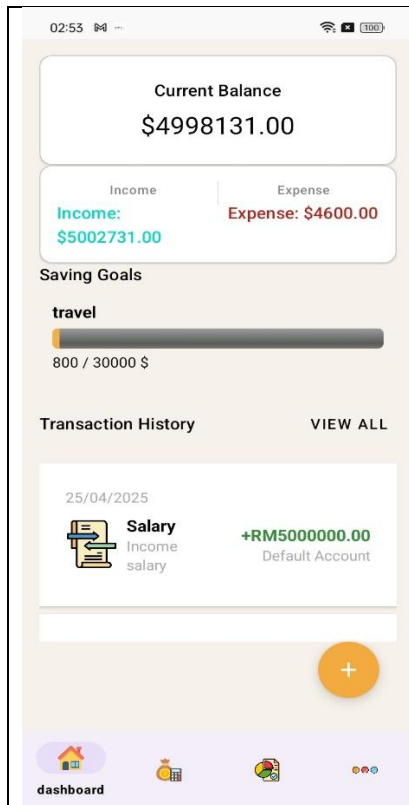 02:53
100
Current Balance
$4998131.00
Income Expense
Income: Expense: $4600.00
$5002731.00
Saving Goals
travel
800 / 30000 $
Transaction History VIEW ALL
25/04/2025
Salary
Income
salary
+RM5000000.00
Default Account
+
dashboard